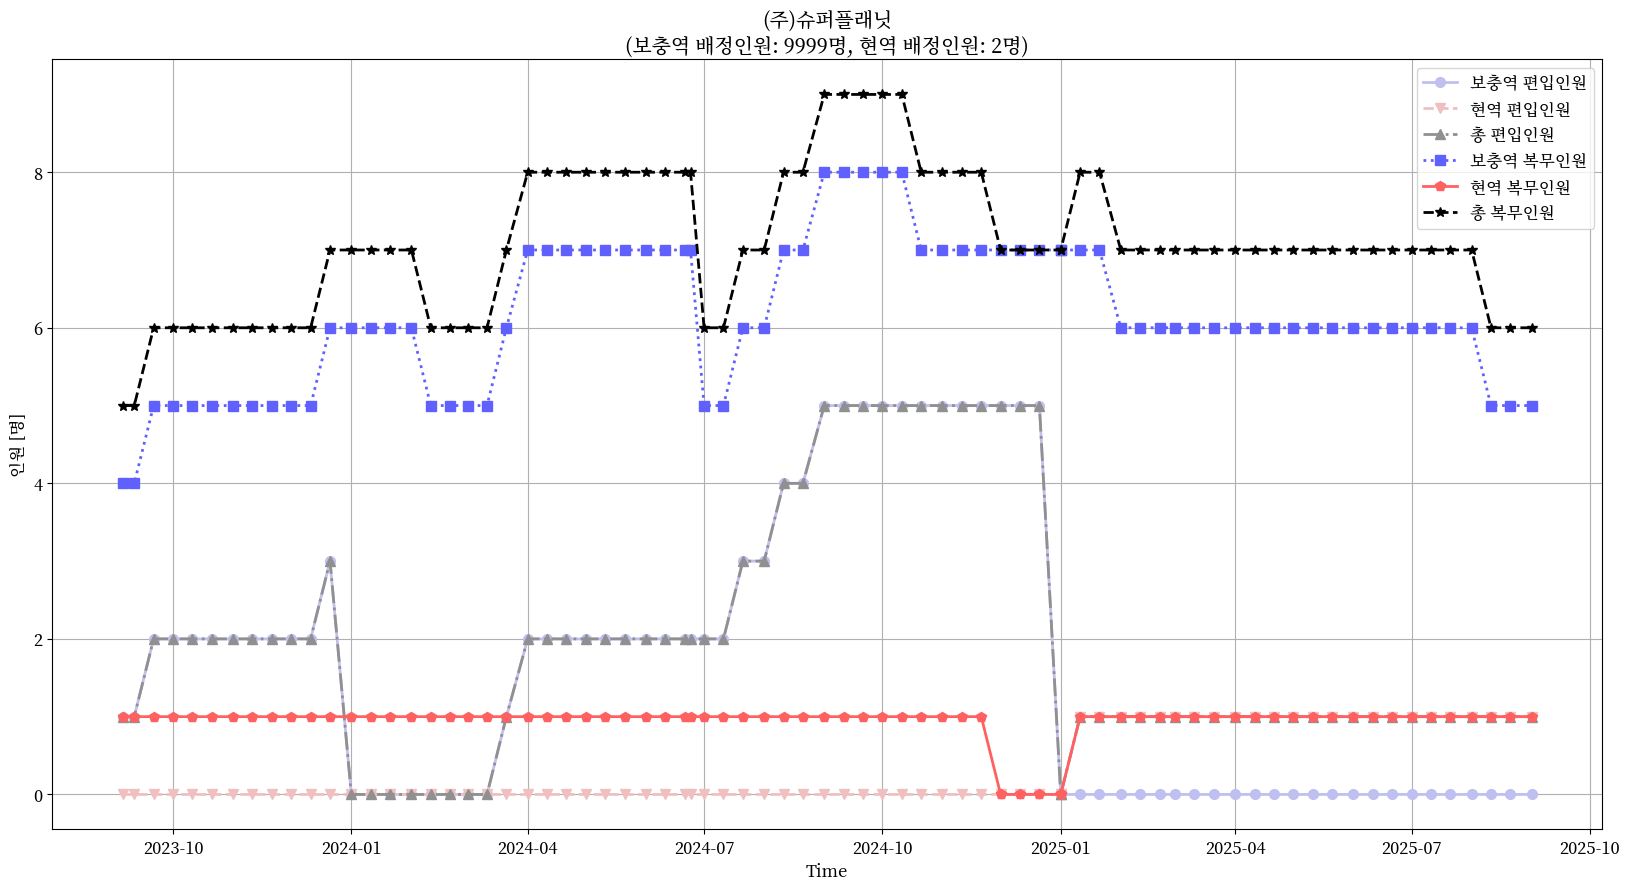 (주)슈퍼플래닛
(보충역 배정인원: 9999명, 현역 배정인원: 2명)
보충역 편입인원
현역 편입인원
총 편입인원
보충역 복무인원
현역 복무인원
총 복무인원
인원 [명]
8
6
4
2
0
2023-10
2024-01
2024-04
2024-07
2024-10
2025-01
2025-04
2025-07
2025-10
Time